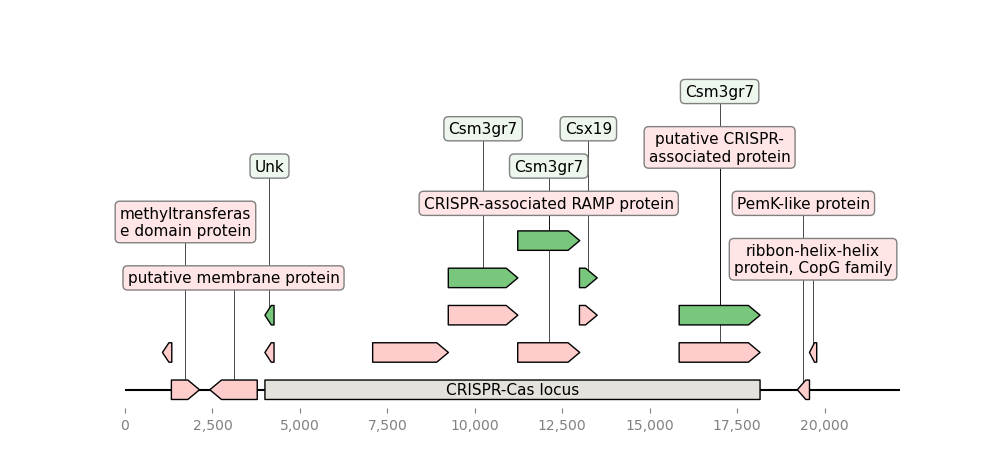 Csm3gr7
Csm3gr7
Csx19
putative CRISPR-
associated protein
Unk
Csm3gr7
methyltransferas
e domain protein
CRISPR-associated RAMP protein
PemK-like protein
ribbon-helix-helix
protein, CopG family
putative membrane protein
CRISPR-Cas locus
0
2,500
5,000
7,500
10,000
12,500
15,000
17,500
20,000